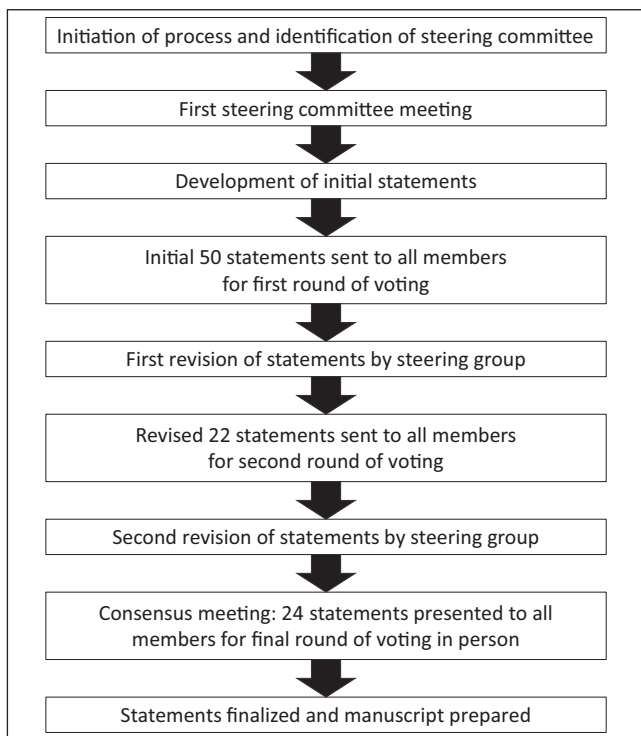 Initiation of process and identification of steering committee
First steering committee meeting
Development of initial statements
Initial 50 statements sent to all members
for first round of voting
First revision of statements by steering group
Revised 22 statements sent to all members
for second round of voting
Second revision of statements by steering group
Consensus meeting: 24 statements presented to all
members for final round of voting in person
Statements finalized and manuscript prepared